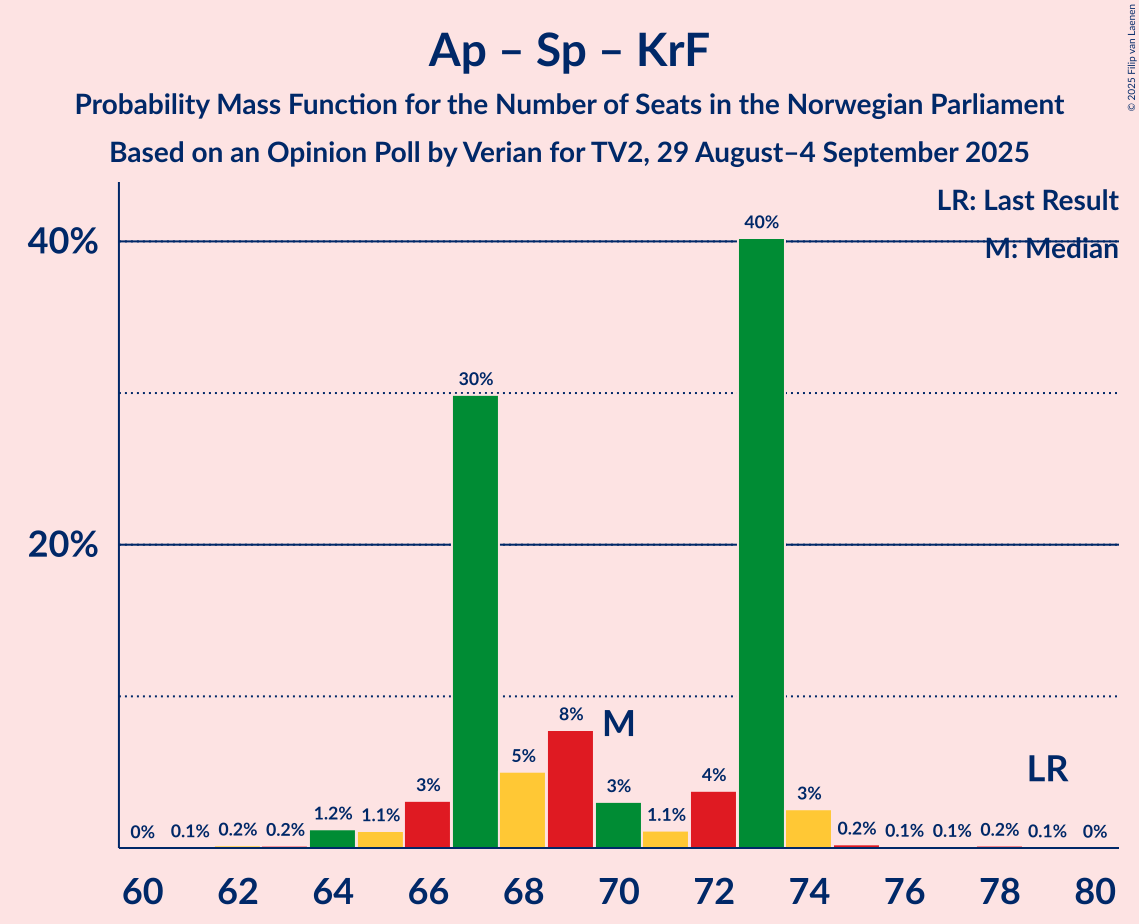 Ap – Sp – KrF
Probability Mass Function for the Number of Seats in the Norwegian Parliament
Based on an Opinion Poll by Verian for TV2, 29 August–4 September 2025
© 2025 Filip van Laenen
LR: Last Result
M: Median
40%
20%
0%
0.1%
0.2%
0.2%
1.2%
1.1%
3%
30%
5%
8%
M
3%
1.1%
4%
40%
3%
0.2%
0.1%
0.1%
0.2%
LR
0.1%
0%
60 62 64 66 68 70 72 74 76 78 80